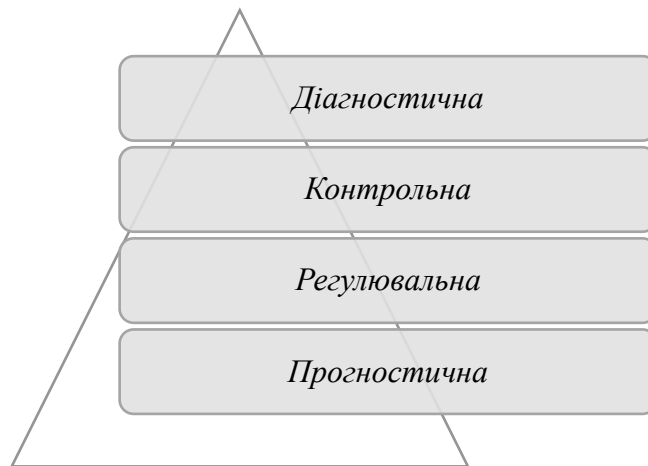 Діагностична
Контрольна
Регулювальна
Прогностична